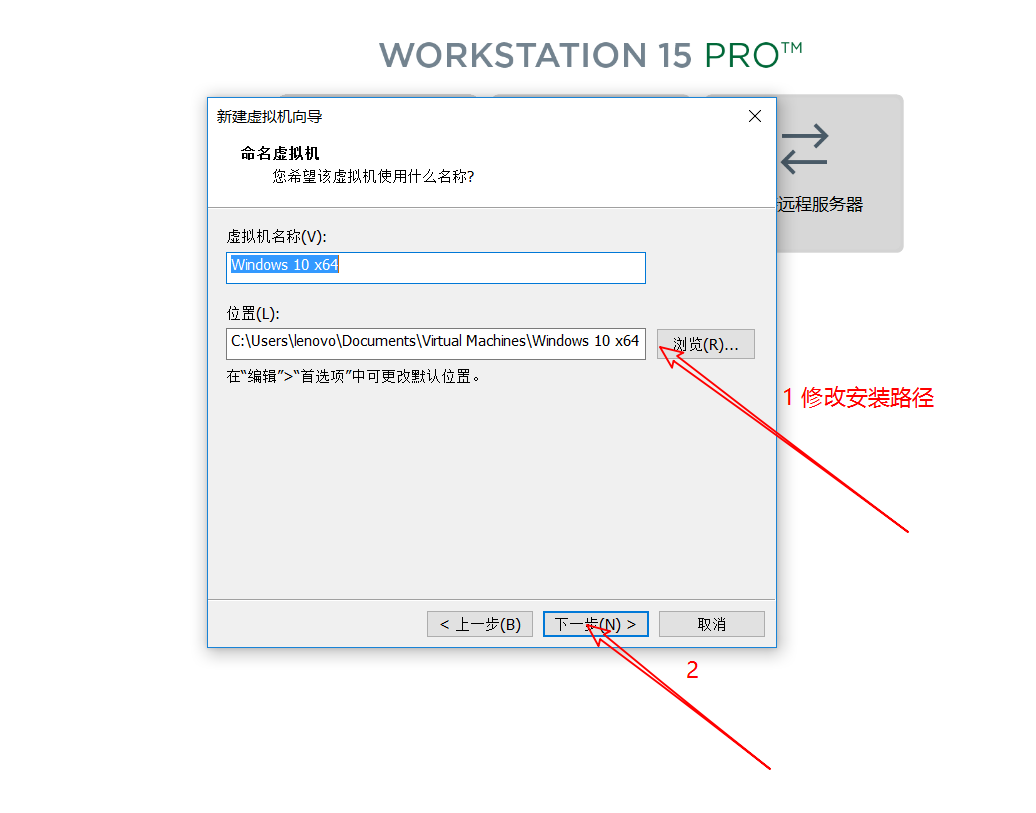 WORKSTATION 15 PRO™
新建虚拟机向导
命名虚拟机
您希望该虚拟机使用什么名称?
远程服务器
虚拟机名称(V):
Windows 10 x64
位置(L):
C:\Users\lenovo\Documents\Virtual Machines\Windows 10 x64
浏览(R)...
在“编辑”>“首选项”中可更改默认位置。
1 修改安装路径
< 上一步(B)
下一步(N) >
取消
2